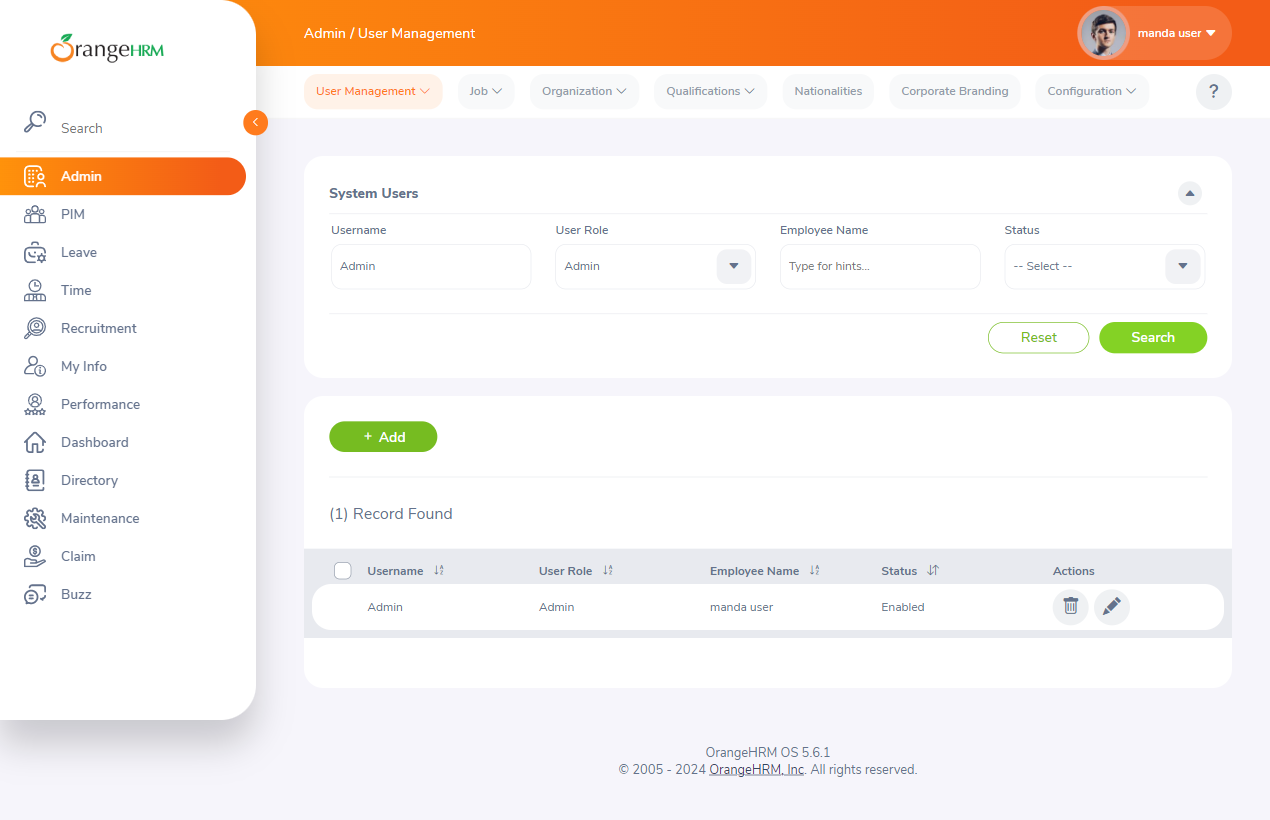 OrangeHRM
Admin / User Management
manda user
User Management
Job
Organization
Qualifications
Nationalities
Corporate Branding
Configuration
?
Search
Admin
PIM
Leave
Time
Recruitment
My Info
Performance
Dashboard
Directory
Maintenance
Claim
Buzz
System Users
Username
User Role
Employee Name
Status
Admin
Admin
Type for hints...
-- Select --
Reset
Search
+ Add
(1) Record Found
Username
User Role
Employee Name
Status
Actions
Admin
Admin
manda user
Enabled
OrangeHRM OS 5.6.1
© 2005 - 2024 OrangeHRM, Inc. All rights reserved.